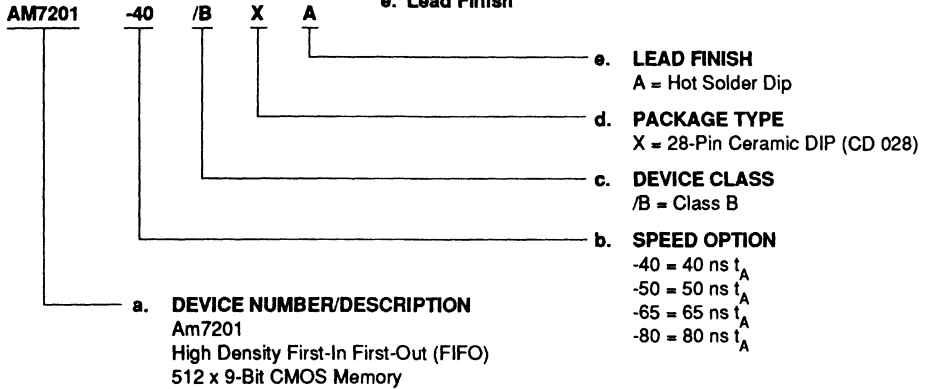 e. Lead Finish
AM7201 -40 /B X A
e. LEAD FINISH
A = Hot Solder Dip
d. PACKAGE TYPE
X = 28-Pin Ceramic DIP (CD 028)
c. DEVICE CLASS
/B = Class B
b. SPEED OPTION
-40 = 40 ns tA
-50 = 50 ns tA
-65 = 65 ns tA
-80 = 80 ns tA
a. DEVICE NUMBER/DESCRIPTION
Am7201
High Density First-In First-Out (FIFO)
512 x 9-Bit CMOS Memory